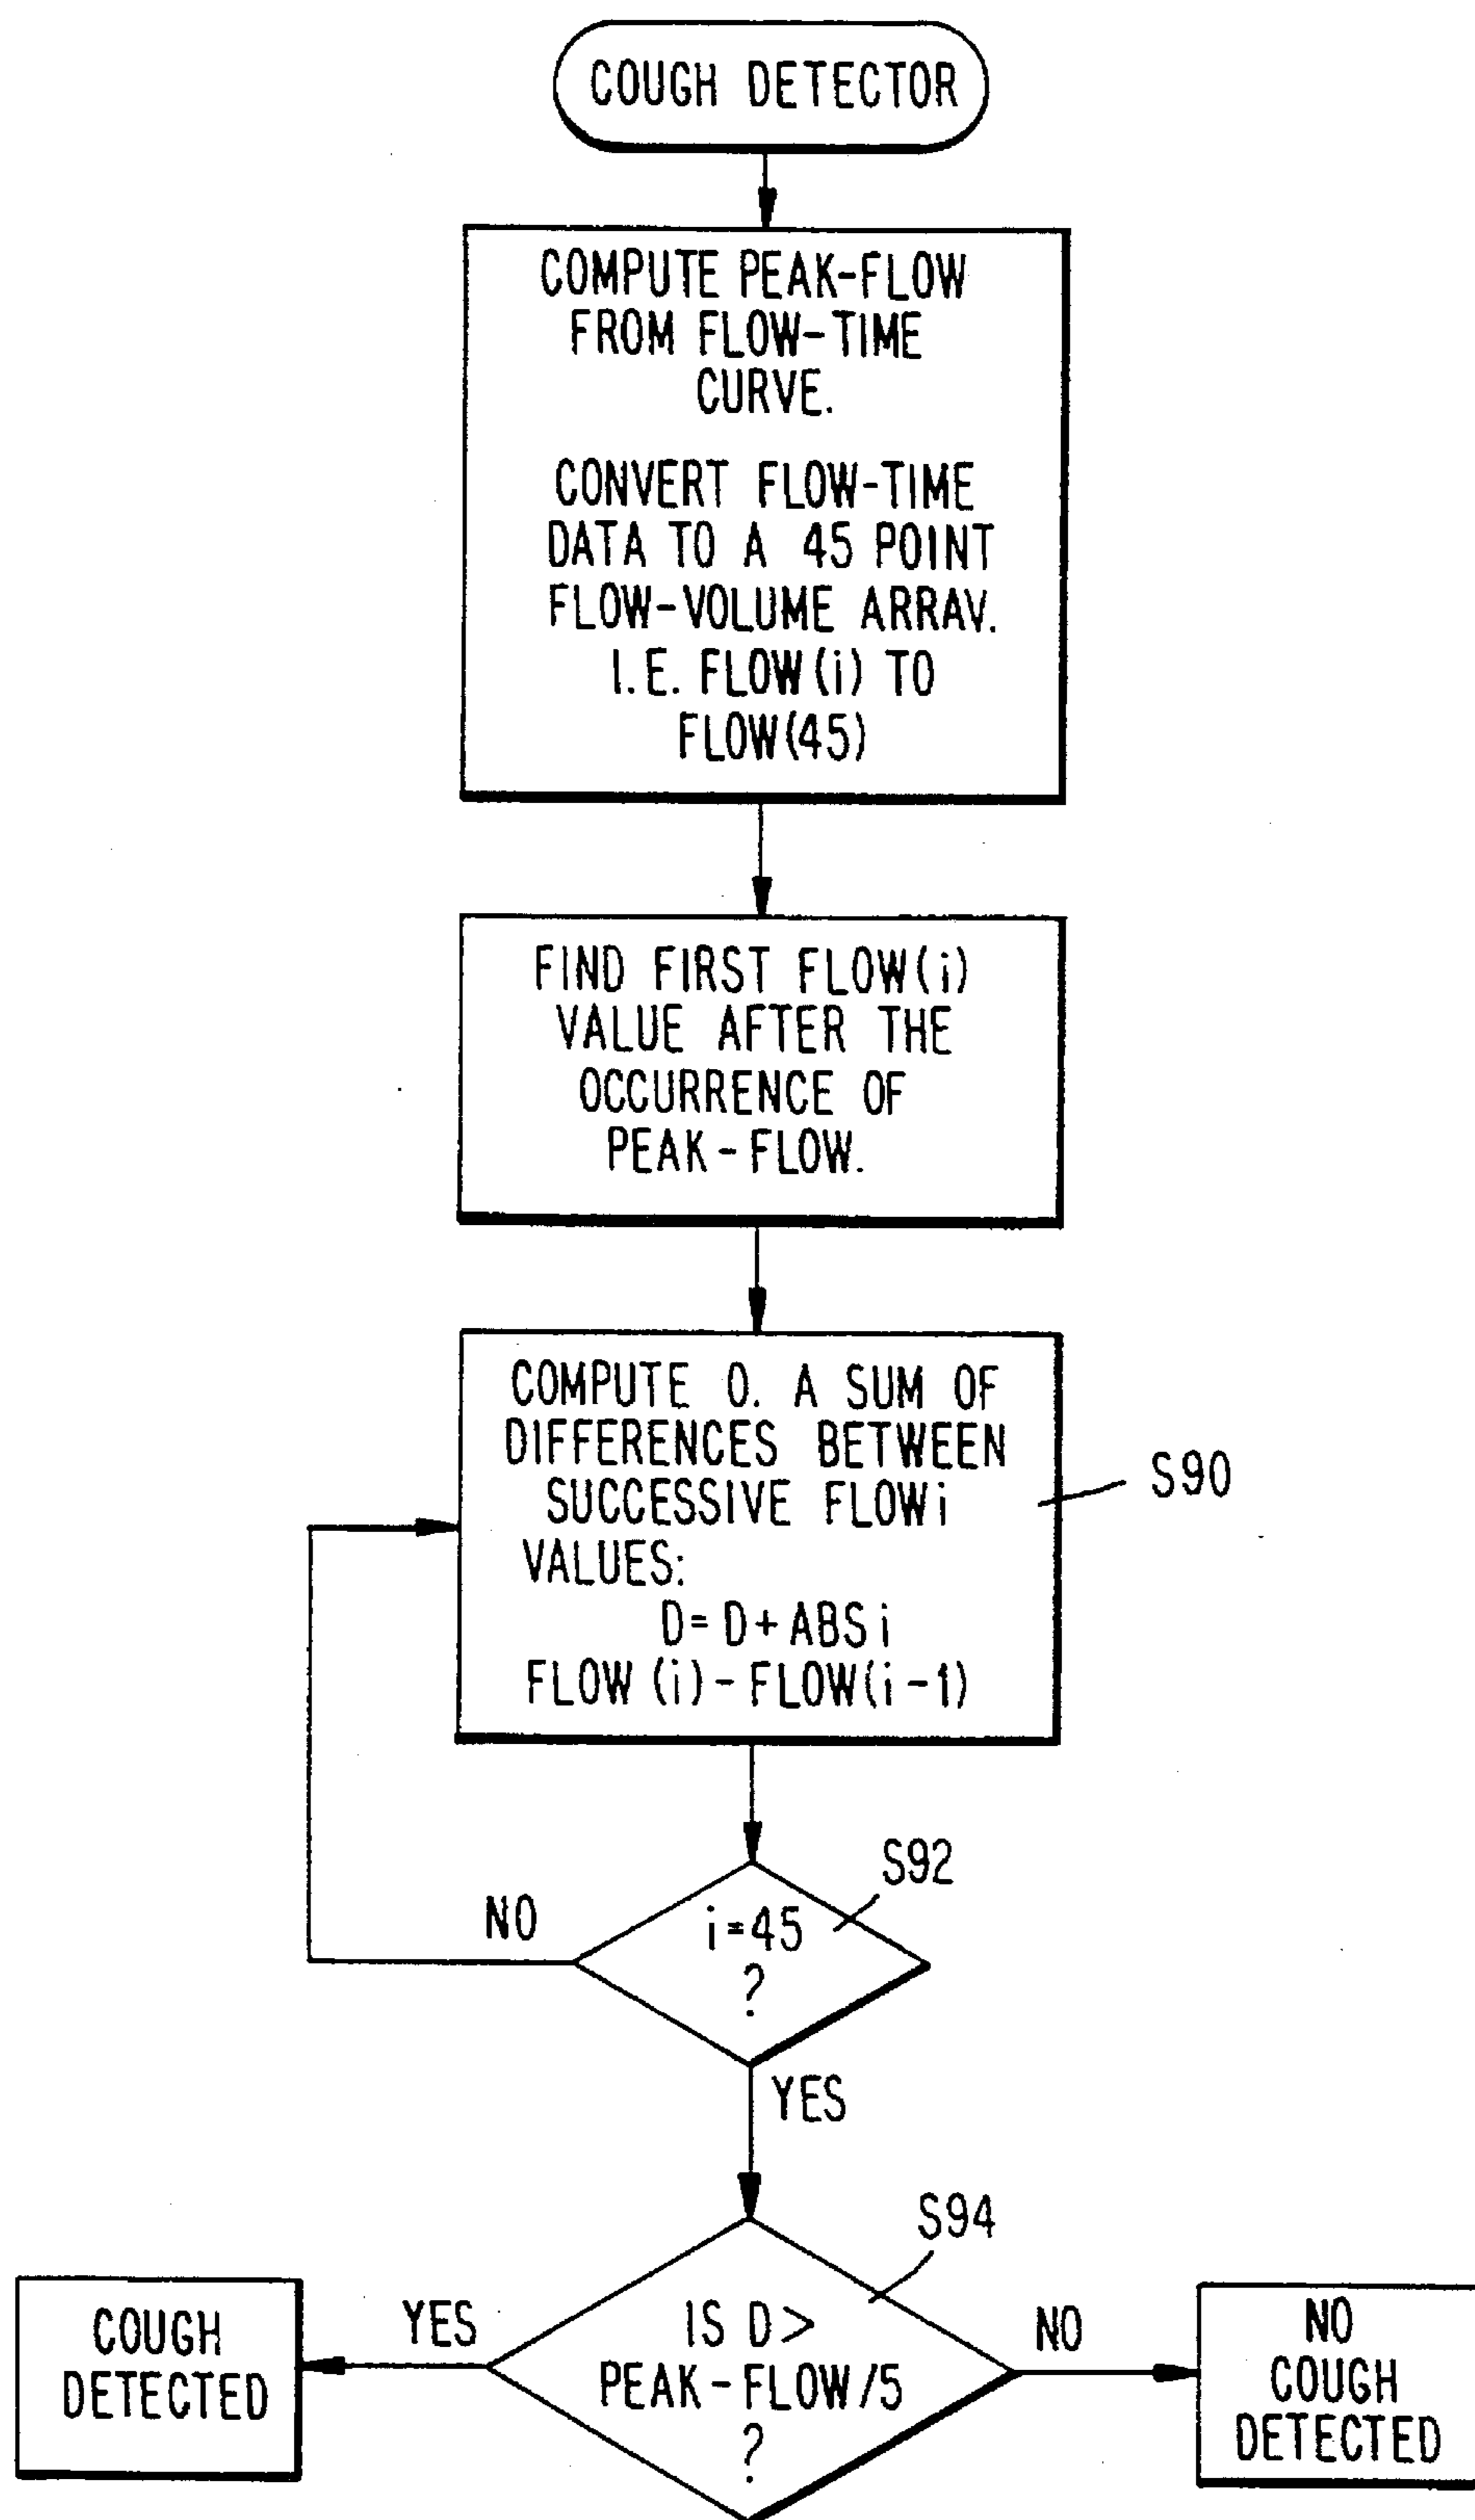 COUGH DETECTOR
COMPUTE PEAK-FLOW
FROM FLOW-TIME
CURVE.
CONVERT FLOW-TIME
DATA TO A 45 POINT
FLOW-VOLUME ARRAV.
I.E. FLOW(i) TO
FLOW(45)
FIND FIRST FLOW(i)
VALUE AFTER THE
OCCURRENCE OF
PEAK-FLOW.
COMPUTE 0. A SUM OF
DIFFERENCES BETWEEN
SUCCESSIVE FLOWi
VALUES:
D=D+ABS i
FLOW (i)-FLOW(i-1)
S90
S92
NO
i=45
?
YES
S94
COUGH
DETECTED
YES
IS D>
PEAK-FLOW/5
?
NO
NO
COUGH
DETECTED